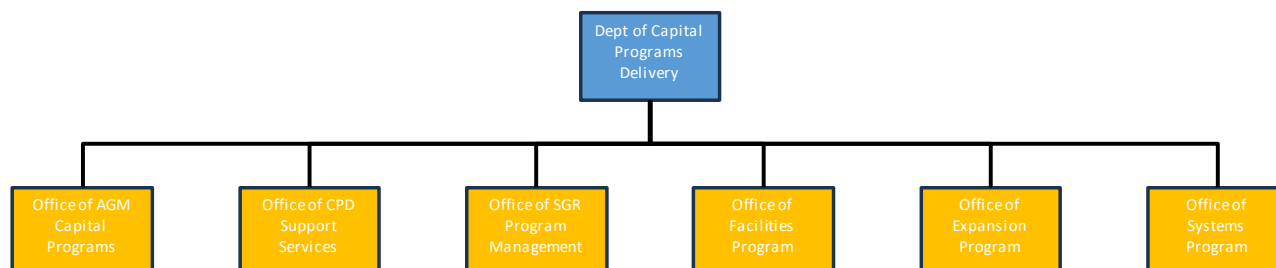 Dept of Capital
Programs
Delivery
Office of AGM
Capital
Programs
Office of CPD
Support
Services
Office of SGR
Program
Management
Office of
Facilities
Program
Office of
Expansion
Program
Office of
Systems
Program